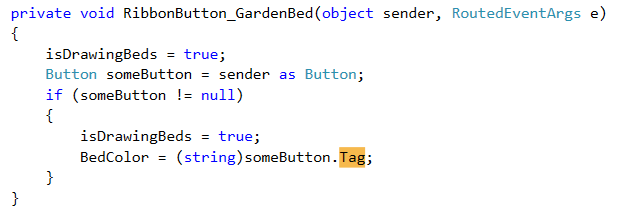 private void RibbonButton_GardenBed(object sender, RoutedEventArgs e)
{
    isDrawingBeds = true;
    Button someButton = sender as Button;
    if (someButton != null)
    {
        isDrawingBeds = true;
        BedColor = (string)someButton.Tag;
    }
}